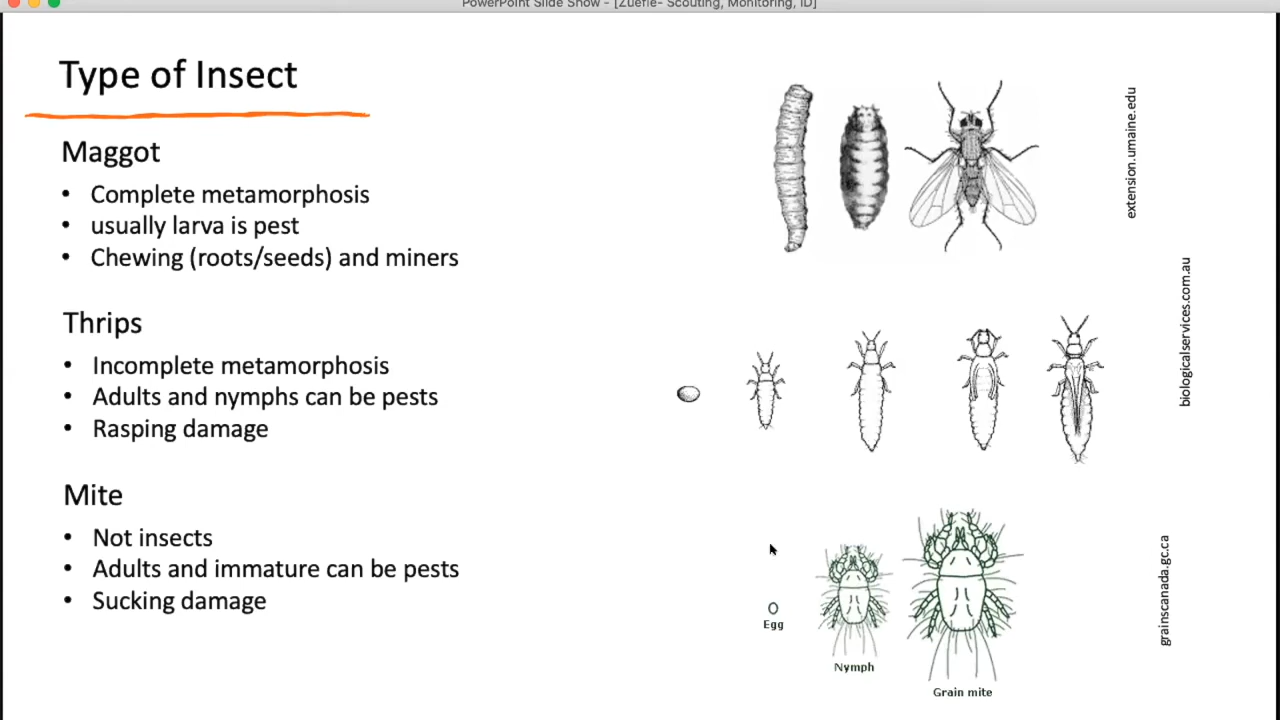 PowerPoint Slide Show - [Zuefle- Scouting, Monitoring, ID]
Type of Insect
Maggot
• Complete metamorphosis
• usually larva is pest
• Chewing (roots/seeds) and miners
Thrips
• Incomplete metamorphosis
• Adults and nymphs can be pests
• Rasping damage
Mite
• Not insects
• Adults and immature can be pests
• Sucking damage
extension.umaine.edu
biologicalservices.com.au
Egg
Nymph
Grain mite
grainscanada.gc.ca